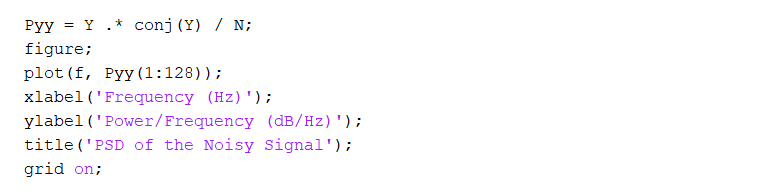 Pyy = Y .* conj(Y) / N;
figure;
plot(f, Pyy(1:128));
xlabel('Frequency (Hz)');
ylabel('Power/Frequency (dB/Hz)');
title('PSD of the Noisy Signal');
grid on;